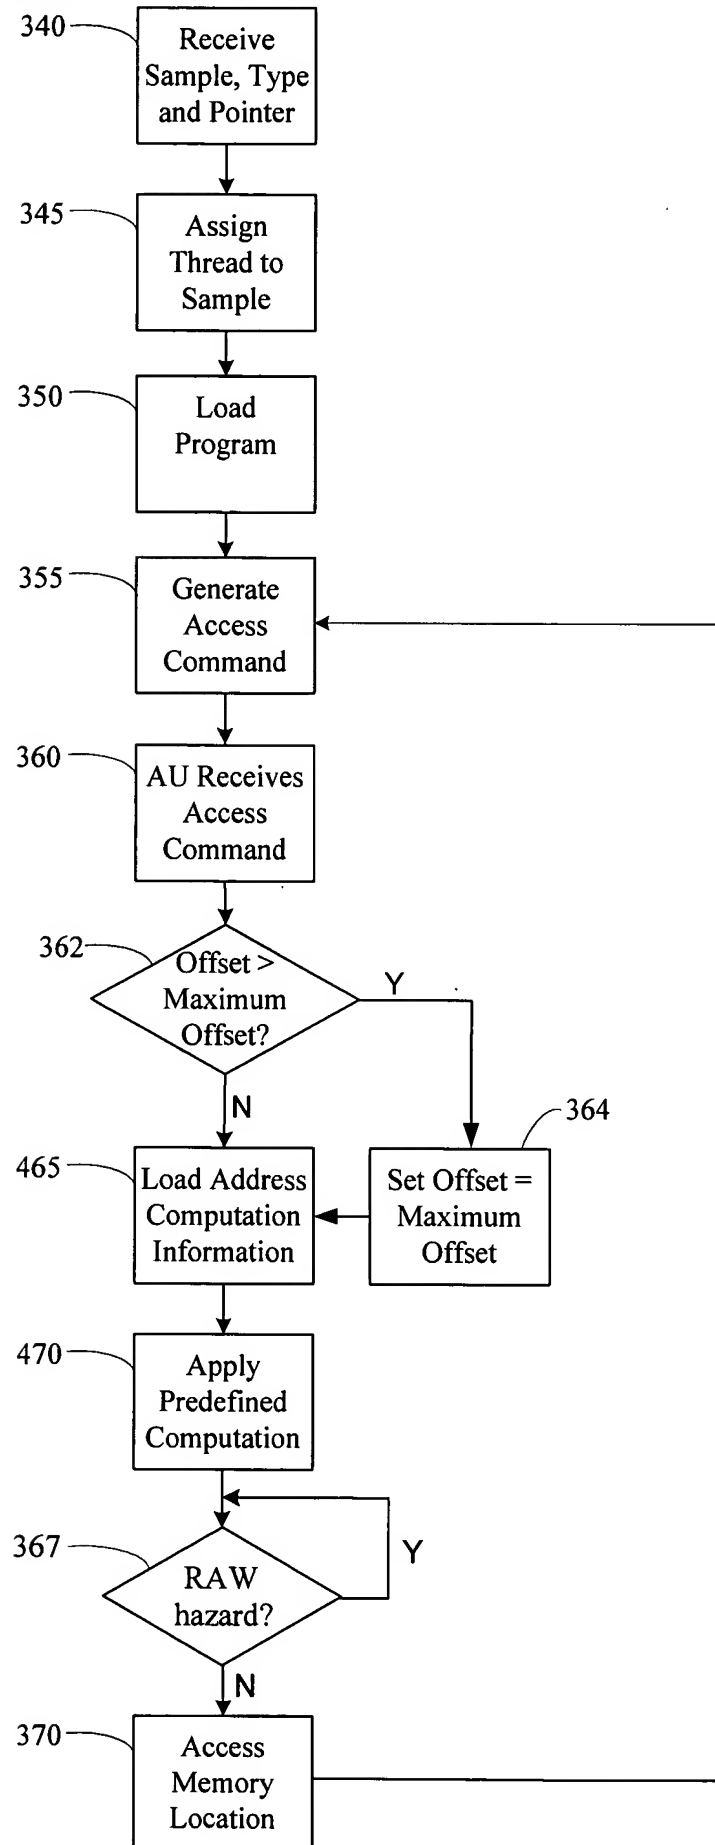 340
Receive
Sample, Type
and Pointer
345
Assign
Thread to
Sample
350
Load
Program
355
Generate
Access
Command
360
AU Receives
Access
Command
362
Offset >
Maximum
Offset?
Y
N
364
465
Load Address
Computation
Information
Set Offset =
Maximum
Offset
470
Apply
Predefined
Computation
367
RAW
hazard?
Y
N
370
Access
Memory
Location